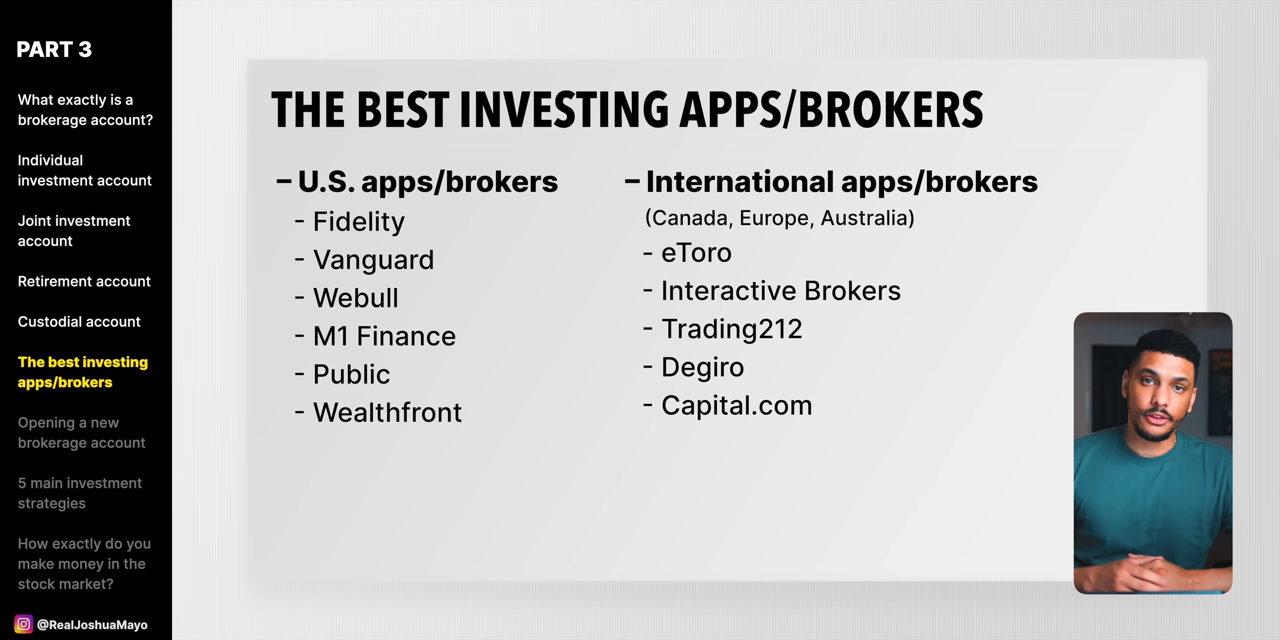 PART 3
What exactly is a
brokerage account?
Individual
investment account
Joint investment
account
Retirement account
Custodial account
The best investing
apps/brokers
Opening a new
brokerage account
5 main investment
strategies
How exactly do you
make money in the
stock market?
@RealJoshuaMayo
THE BEST INVESTING APPS/BROKERS
– U.S. apps/brokers
- Fidelity
- Vanguard
- Webull
- M1 Finance
- Public
- Wealthfront
– International apps/brokers
(Canada, Europe, Australia)
- eToro
- Interactive Brokers
- Trading212
- Degiro
- Capital.com